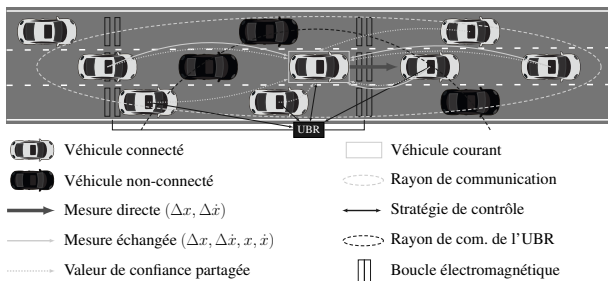 UBR
Véhicule connecté
Véhicule courant
Véhicule non-connecté
Rayon de communication
Mesure directe (Δx, Δẋ)
Stratégie de contrôle
Mesure échangée (Δx, Δẋ, x, ẋ)
Rayon de com. de l'UBR
Valeur de confiance partagée
Boucle électromagnétique